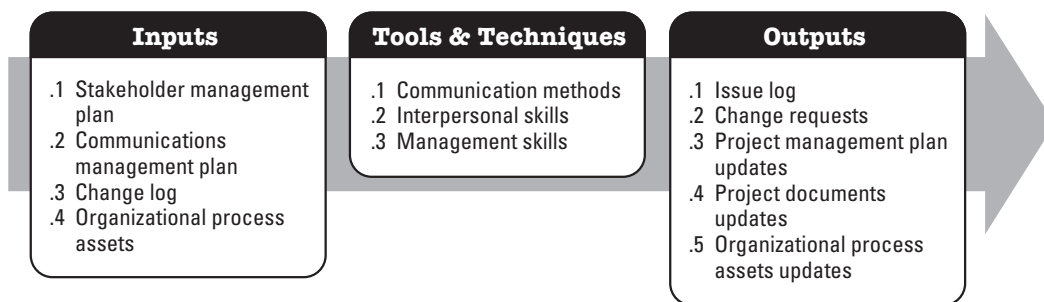 Inputs
.1 Stakeholder management
plan
.2 Communications
management plan
.3 Change log
.4 Organizational process
assets
Tools & Techniques
.1 Communication methods
.2 Interpersonal skills
.3 Management skills
Outputs
.1 Issue log
.2 Change requests
.3 Project management plan
updates
.4 Project documents
updates
.5 Organizational process
assets updates